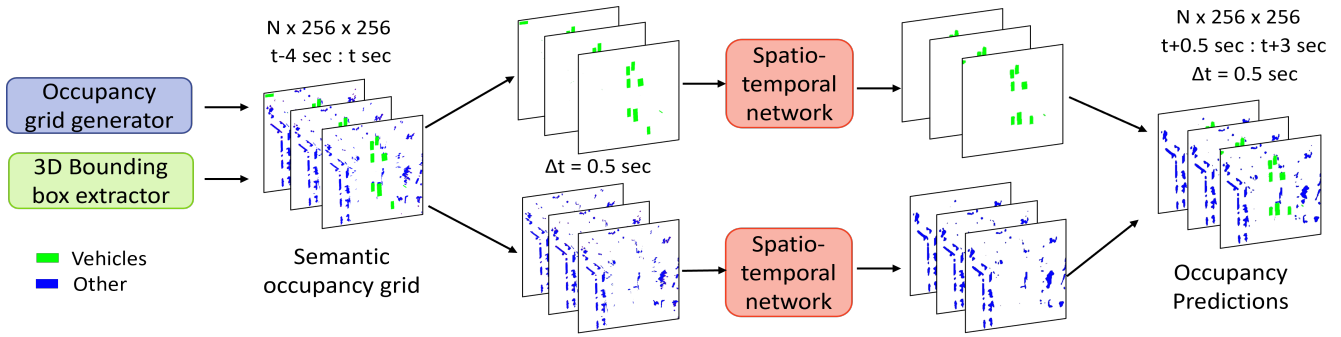 Occupancy
grid generator
3D Bounding
box extractor
Vehicles
Other
N x 256 x 256
t-4 sec : t sec
Semantic
occupancy grid
Δt = 0.5 sec
Spatio-
temporal
network
Spatio-
temporal
network
N x 256 x 256
t+0.5 sec : t+3 sec
Δt = 0.5 sec
Occupancy
Predictions